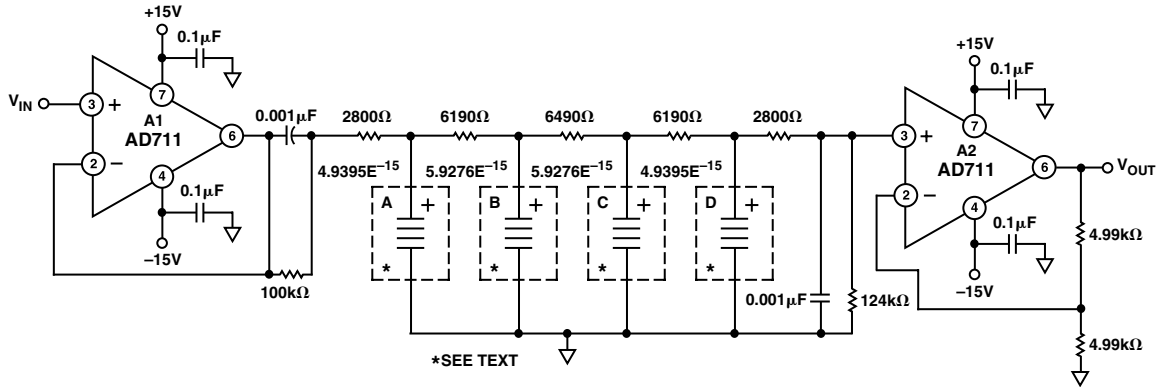 +15V
0.1µF
VIN
3
+
7
A1
AD711
6
2
–
4
0.1µF
–15V
0.001µF
100kΩ
2800Ω
6190Ω
6490Ω
6190Ω
2800Ω
4.9395E–15
5.9276E–15
5.9276E–15
4.9395E–15
A
+
*
B
+
*
C
+
*
D
+
*
0.001µF
124kΩ
*SEE TEXT
+15V
0.1µF
3
+
7
A2
AD711
6
VOUT
2
–
4
0.1µF
–15V
4.99kΩ
4.99kΩ